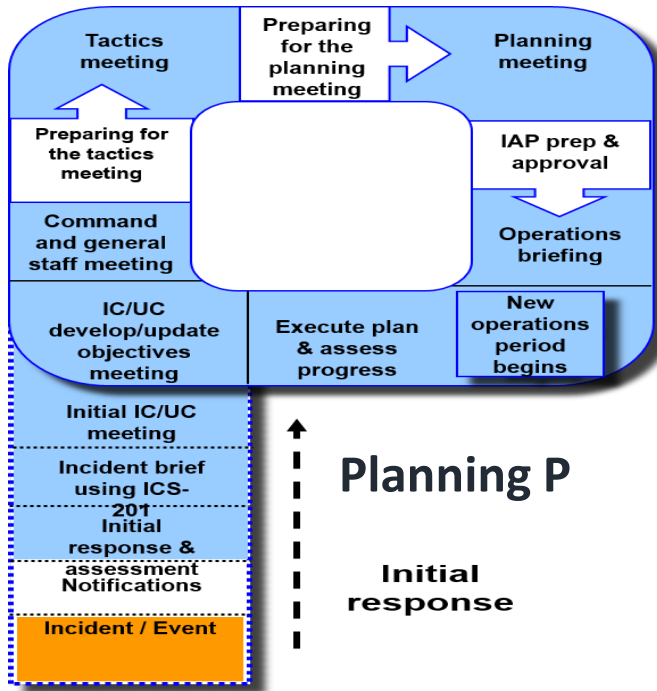 Tactics
meeting
Preparing
for the
planning
meeting
Planning
meeting
Preparing for
the tactics
meeting
IAP prep &
approval
Command
and general
staff meeting
Operations
briefing
IC/UC
develop/update
objectives
meeting
Execute plan
& assess
progress
New
operations
period
begins
Initial IC/UC
meeting
Incident brief
using ICS-
201
Initial
response &
assessment
Notifications
Incident / Event
Planning P
Initial
response